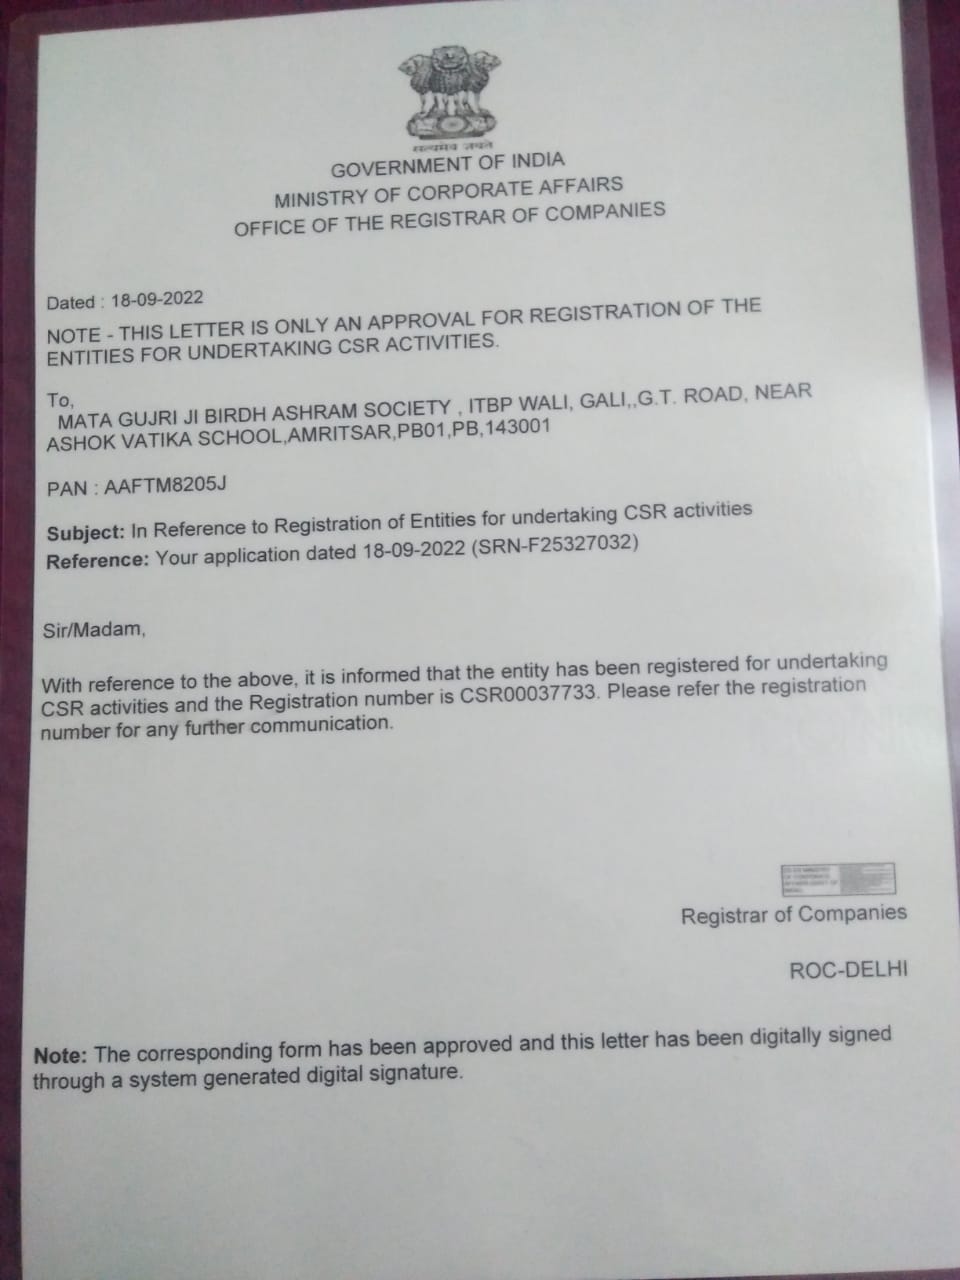 सत्यमेव जयते
GOVERNMENT OF INDIA
MINISTRY OF CORPORATE AFFAIRS
OFFICE OF THE REGISTRAR OF COMPANIES
Dated : 18-09-2022
NOTE - THIS LETTER IS ONLY AN APPROVAL FOR REGISTRATION OF THE
ENTITIES FOR UNDERTAKING CSR ACTIVITIES.
To,
MATA GUJRI JI BIRDH ASHRAM SOCIETY , ITBP WALI, GALI,,G.T. ROAD, NEAR
ASHOK VATIKA SCHOOL,AMRITSAR,PB01,PB,143001
PAN : AAFTM8205J
Subject: In Reference to Registration of Entities for undertaking CSR activities
Reference: Your application dated 18-09-2022 (SRN-F25327032)
Sir/Madam,
With reference to the above, it is informed that the entity has been registered for undertaking
CSR activities and the Registration number is CSR00037733. Please refer the registration
number for any further communication.
Registrar of Companies
ROC-DELHI
Note: The corresponding form has been approved and this letter has been digitally signed
through a system generated digital signature.